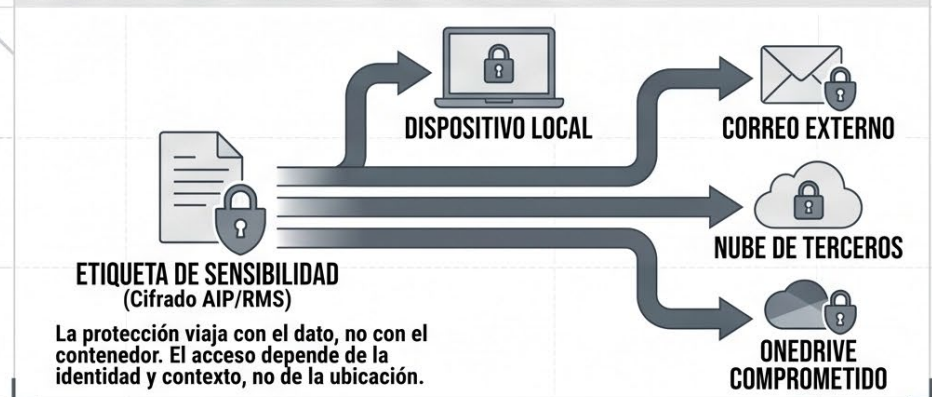 DISPOSITIVO LOCAL
CORREO EXTERNO
NUBE DE TERCEROS
ETIQUETA DE SENSIBILIDAD
(Cifrado AIP/RMS)
La protección viaja con el dato, no con el
contenedor. El acceso depende de la
identidad y contexto, no de la ubicación.
ONEDRIVE
COMPROMETIDO